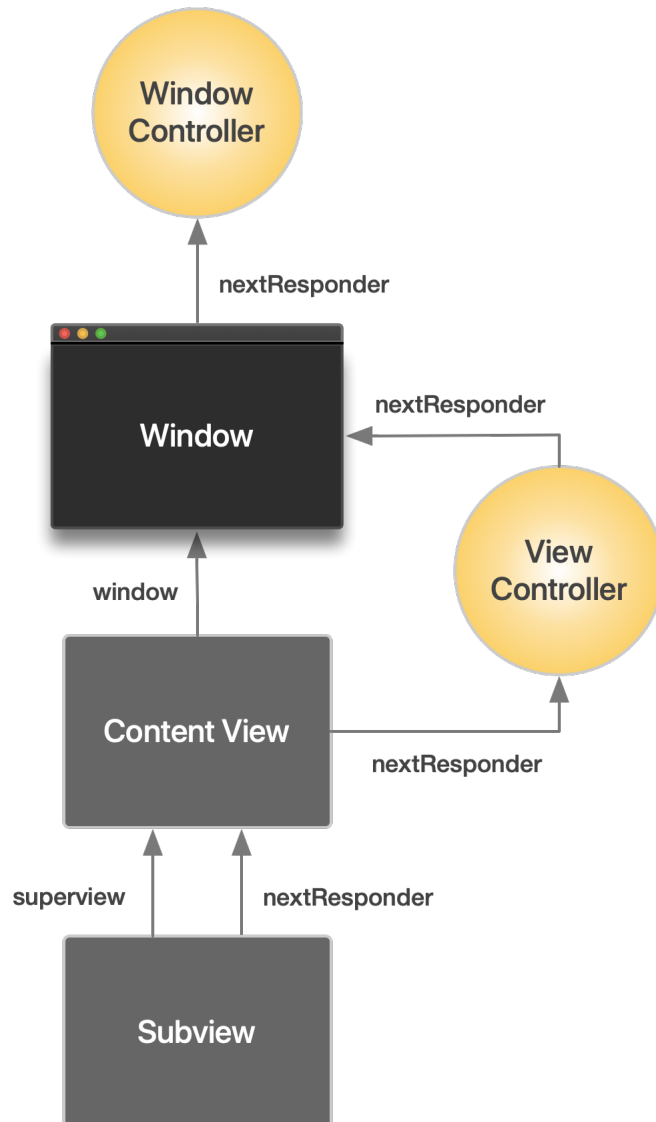 Window
Controller
nextResponder
Window
nextResponder
View
Controller
window
Content View
nextResponder
superview
nextResponder
Subview